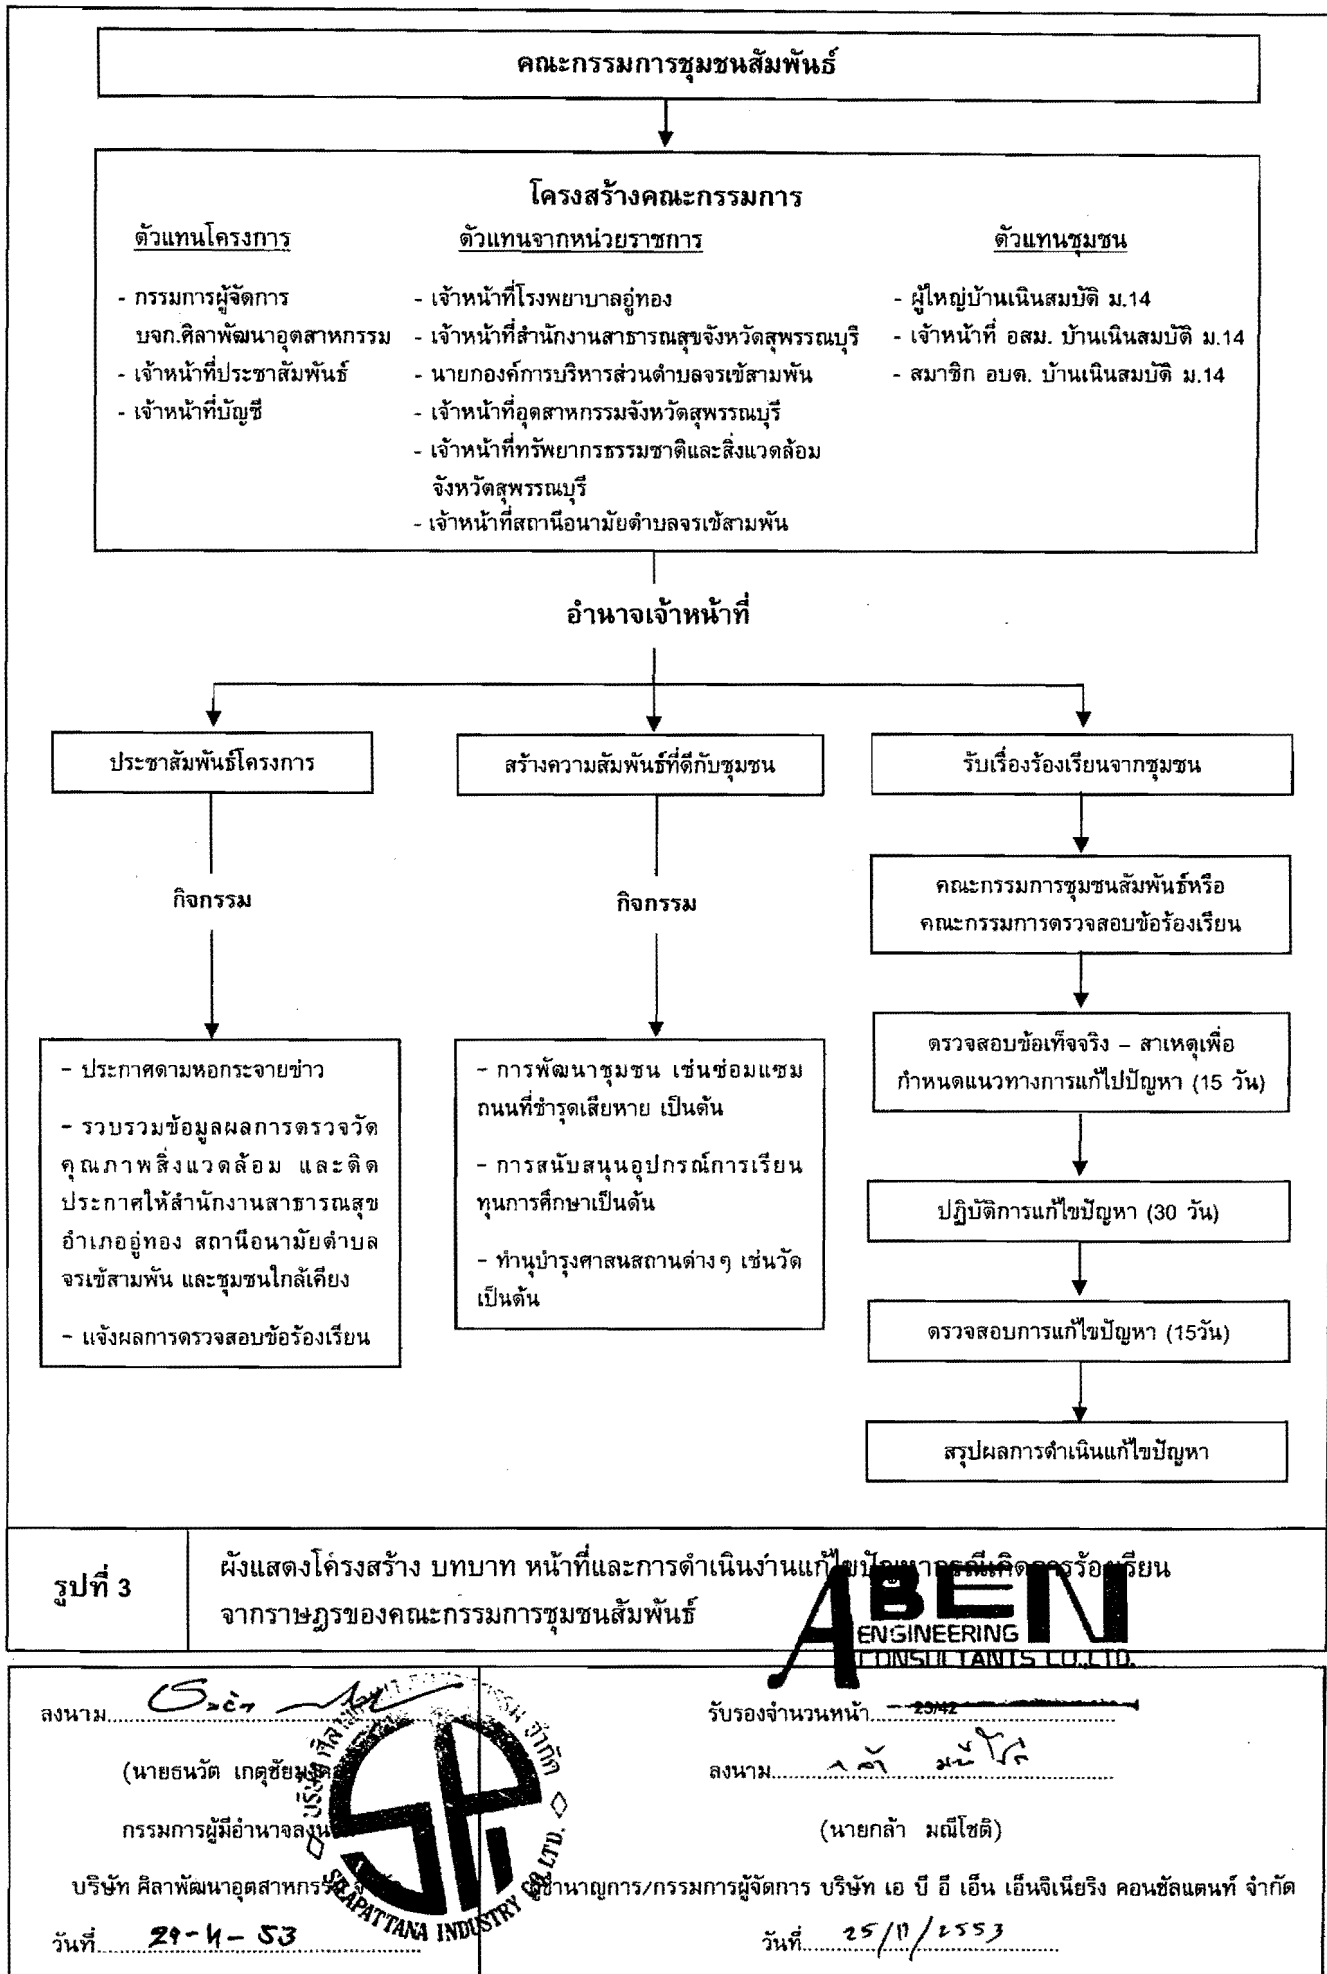 คณะกรรมการชุมชนสัมพันธ์
โครงสร้างคณะกรรมการ
ตัวแทนโครงการ
- กรรมการผู้จัดการ
บจก.ศิลาพัฒนาอุตสาหกรรม
- เจ้าหน้าที่ประชาสัมพันธ์
- เจ้าหน้าที่บัญชี
ตัวแทนจากหน่วยราชการ
- เจ้าหน้าที่โรงพยาบาลอู่ทอง
- เจ้าหน้าที่สำนักงานสาธารณสุขจังหวัดสุพรรณบุรี
- นายกองค์การบริหารส่วนตำบลจรเข้สามพัน
- เจ้าหน้าที่อุตสาหกรรมจังหวัดสุพรรณบุรี
- เจ้าหน้าที่ทรัพยากรธรรมชาติและสิ่งแวดล้อม
จังหวัดสุพรรณบุรี
- เจ้าหน้าที่สถานีอนามัยตำบลจรเข้สามพัน
ตัวแทนชุมชน
- ผู้ใหญ่บ้านเนินสมบัติ ม.14
- เจ้าหน้าที่ อสม. บ้านเนินสมบัติ ม.14
- สมาชิก อบต. บ้านเนินสมบัติ ม.14
อำนาจเจ้าหน้าที่
ประชาสัมพันธ์โครงการ
กิจกรรม
- ประกาศตามหอกระจายข่าว
- รวบรวมข้อมูลผลการตรวจวัด
คุณภาพสิ่งแวดล้อม และติด
ประกาศให้สำนักงานสาธารณสุข
อำเภออู่ทอง สถานีอนามัยตำบล
จรเข้สามพัน และชุมชนใกล้เคียง
- แจ้งผลการตรวจสอบข้อร้องเรียน
สร้างความสัมพันธ์ที่ดีกับชุมชน
กิจกรรม
- การพัฒนาชุมชน เช่นซ่อมแซม
ถนนที่ชำรุดเสียหาย เป็นต้น
- การสนับสนุนอุปกรณ์การเรียน
ทุนการศึกษาเป็นต้น
- ทำนุบำรุงศาสนสถานต่างๆ เช่นวัด
เป็นต้น
รับเรื่องร้องเรียนจากชุมชน
คณะกรรมการชุมชนสัมพันธ์หรือ
คณะกรรมการตรวจสอบข้อร้องเรียน
ตรวจสอบข้อเท็จจริง – สาเหตุเพื่อ
กำหนดแนวทางการแก้ไปปัญหา (15 วัน)
ปฏิบัติการแก้ไขปัญหา (30 วัน)
ตรวจสอบการแก้ไขปัญหา (15วัน)
สรุปผลการดำเนินแก้ไขปัญหา
รูปที่ 3
ผังแสดงโครงสร้าง บทบาท หน้าที่และการดำเนินงานแก้ไขปัญหากรณีเกิดการร้องเรียน
จากราษฎรของคณะกรรมการชุมชนสัมพันธ์
ABEN
ENGINEERING
CONSULTANTS CO.,LTD.
ลงนาม
(นายธนวัต เกตุชัย
กรรมการผู้มีอำนาจลงน
บริษัท ศิลาพัฒนาอุตสาหกรร
วันที่ 29-11-53
SILAPATTANA INDUSTRY CO.,LTD.
รับรองจำนวนหน้า 23/42
ลงนาม กล้า มณีโชติ
(นายกล้า มณีโชติ)
ผู้ชำนาญการ/กรรมการผู้จัดการ บริษัท เอ บี อี เอ็น เอ็นจิเนียริง คอนซัลแตนท์ จำกัด
วันที่ 25/11/2553